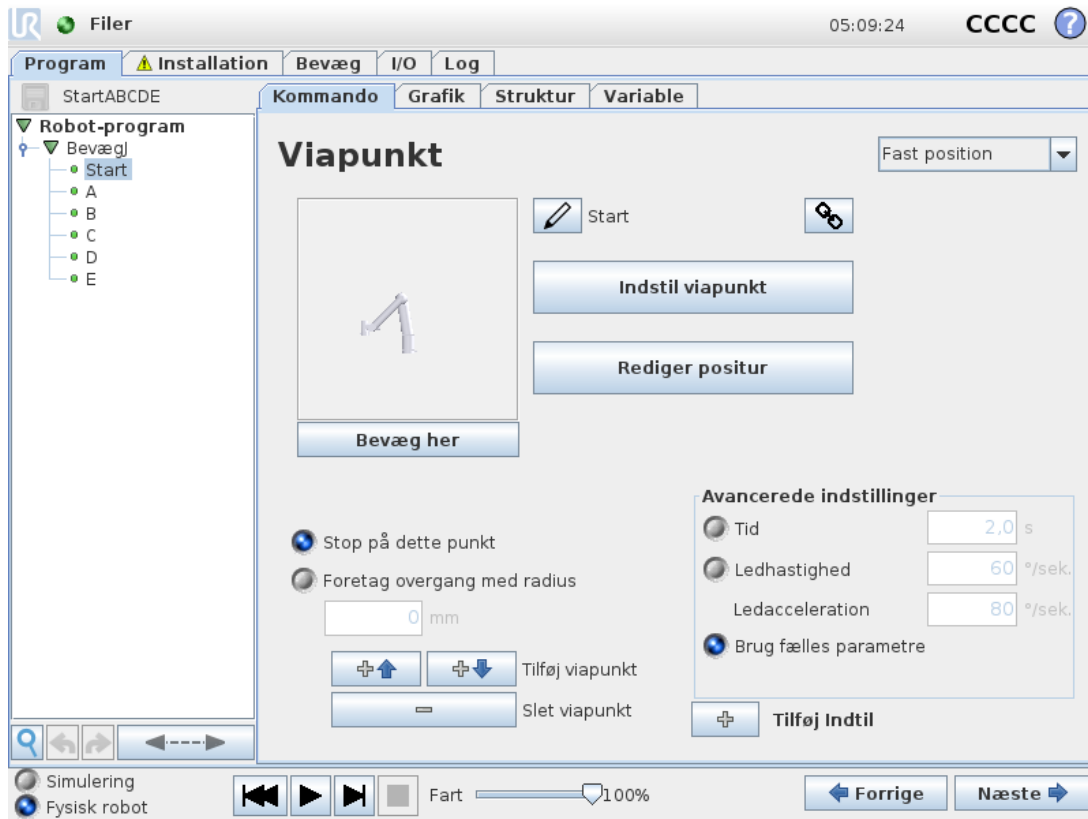 UR Filer 05:09:24 CCCC ?
Program Installation Bevæg I/O Log
StartABCDE
Kommando Grafik Struktur Variable
Robot-program
BevægJ
Start
A
B
C
D
E
Viapunkt
Fast position
Start
Indstil viapunkt
Rediger positur
Bevæg her
Stop på dette punkt
Foretag overgang med radius
0 mm
Tilføj viapunkt
Slet viapunkt
Avancerede indstillinger
Tid 2,0 s
Ledhastighed 60 °/sek.
Ledacceleration 80 °/sek.
Brug fælles parametre
Tilføj Indtil
Simulering
Fysisk robot
Fart 100%
Forrige Næste